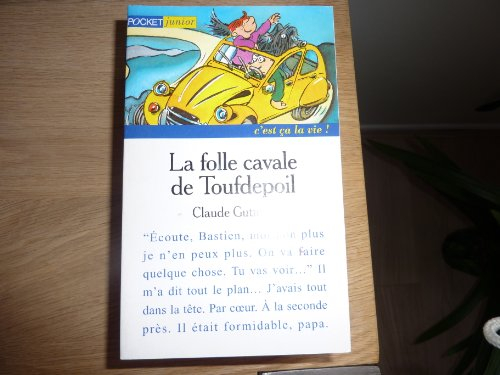 POCKET junior
c'est ça la vie !
La folle cavale
de Toufdepoil
Claude
"Écoute, Bastien, plus
je n'en peux plus. On va faire
quelque chose. Tu vas voir..." Il
m'a dit tout le plan... J'avais tout
dans la tête. Par cœur. À la seconde
près. Il était formidable, papa.